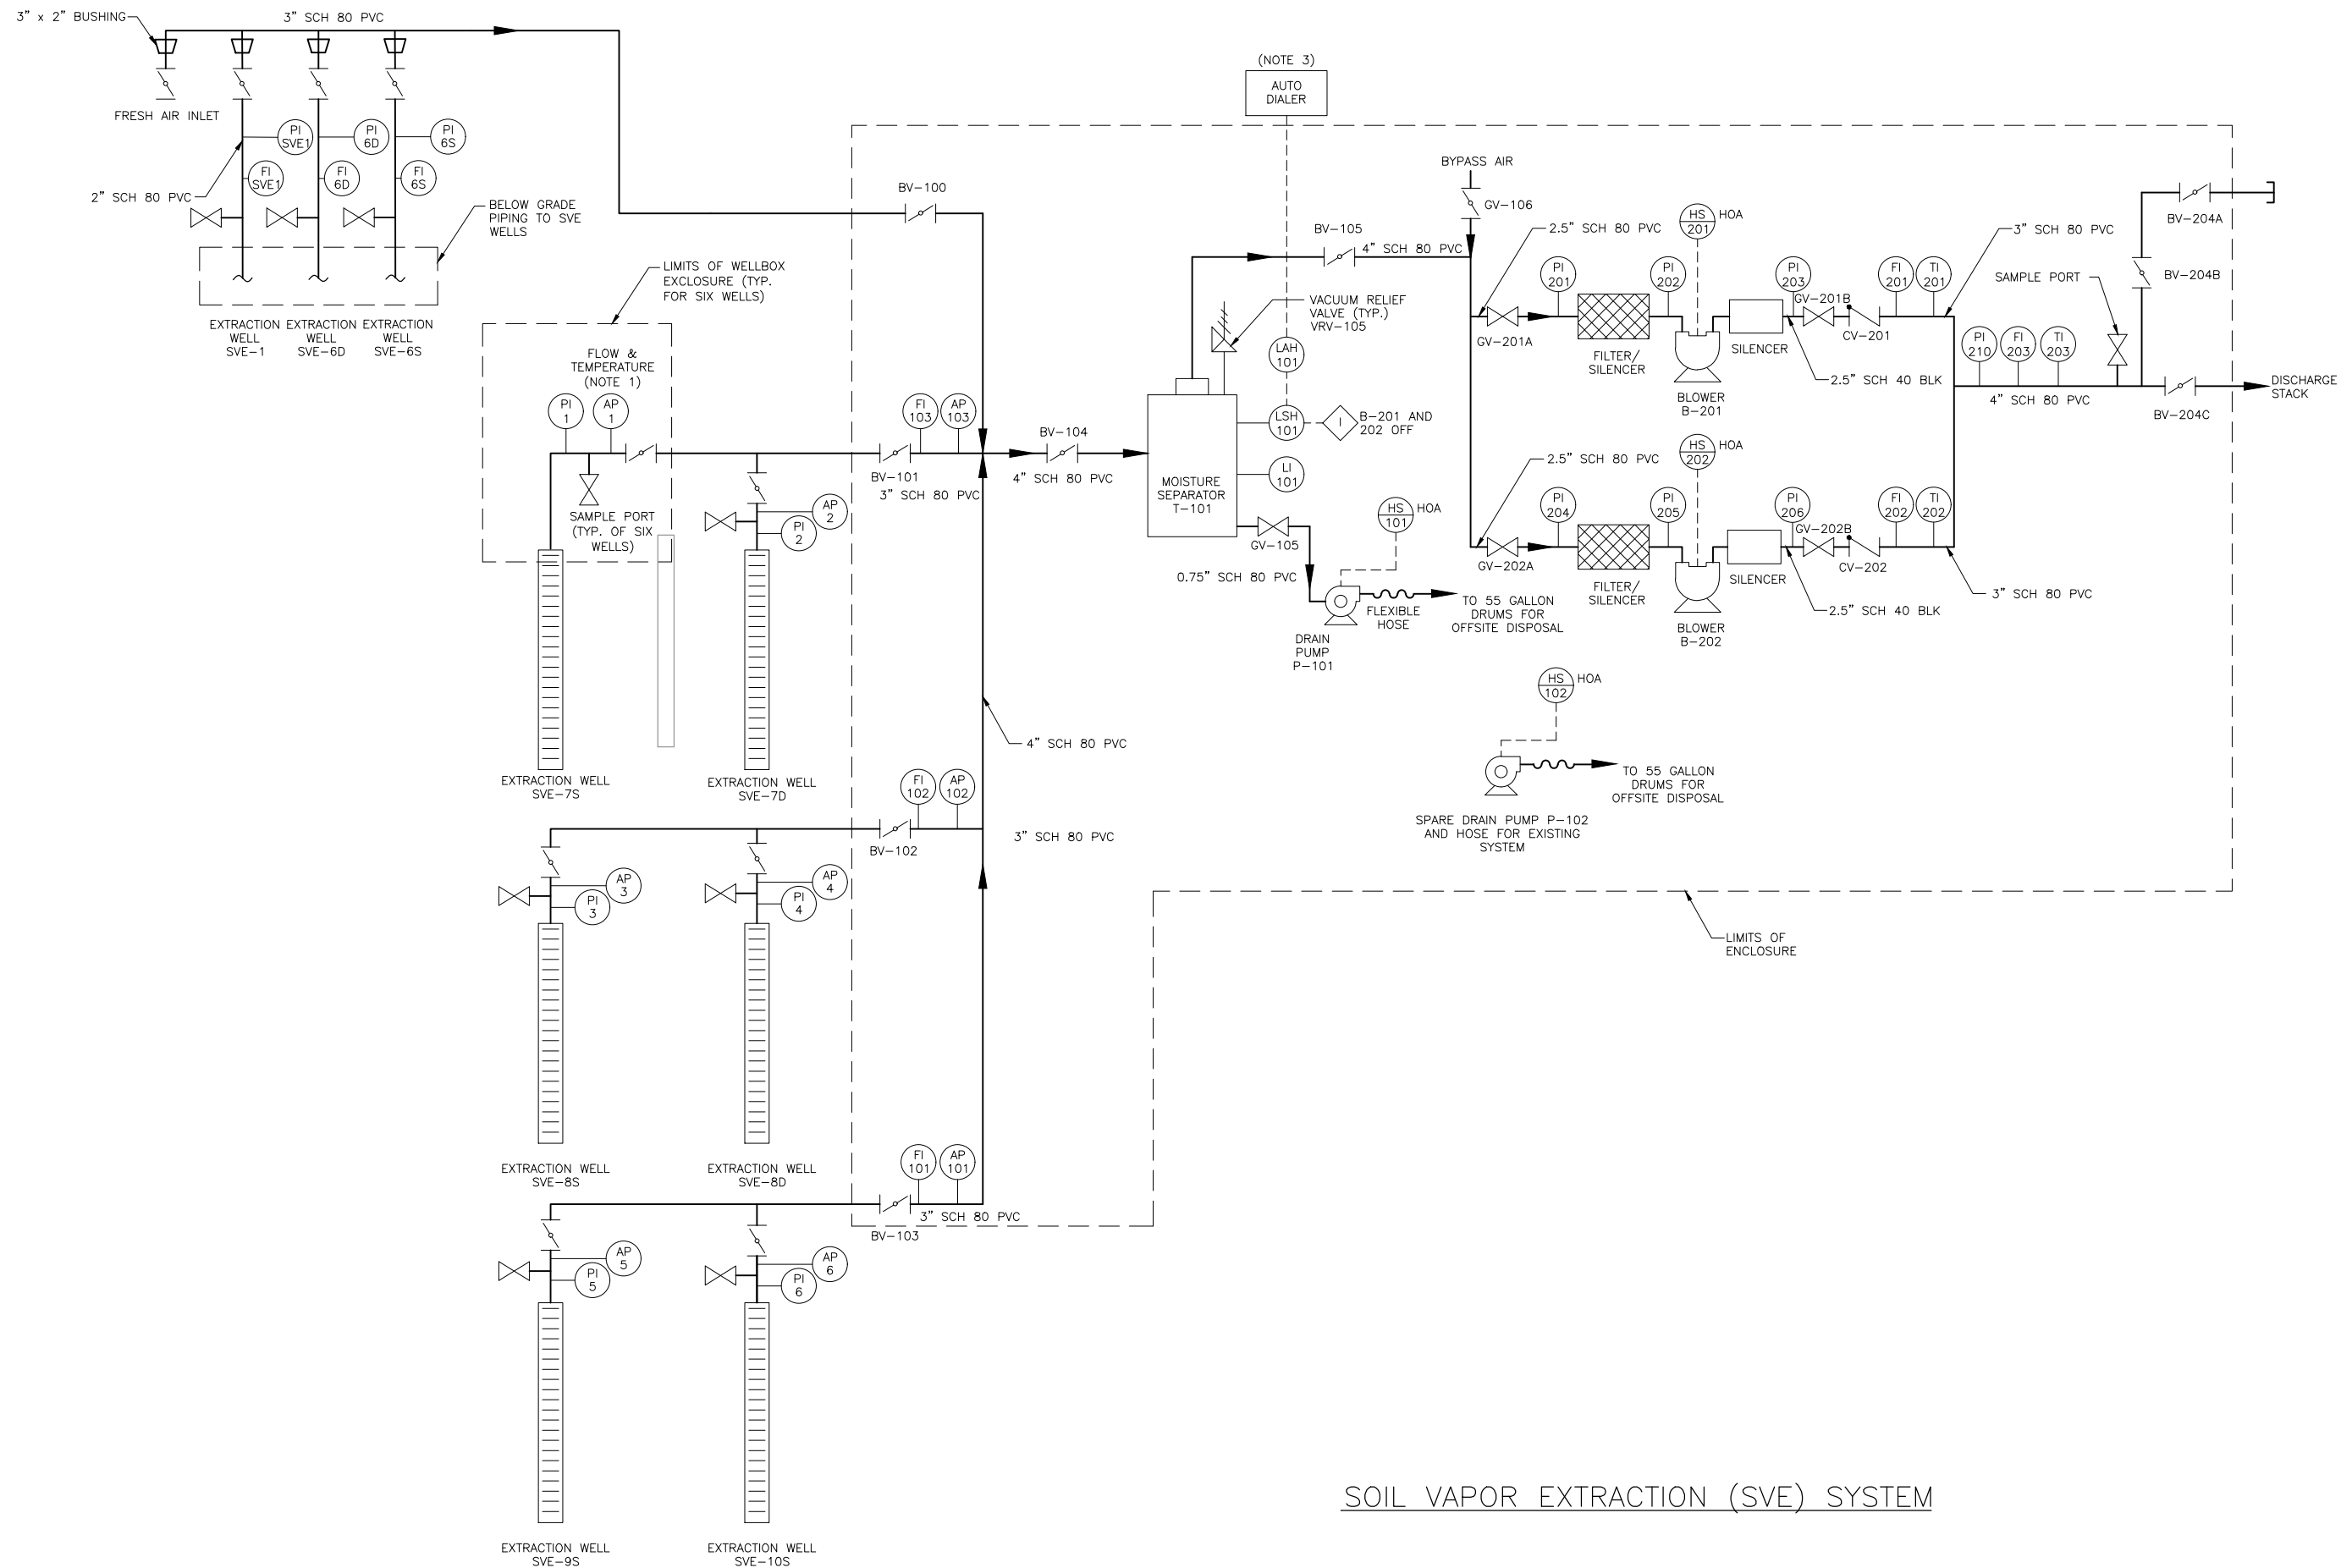 3” x 2” BUSHING
3” SCH 80 PVC
FRESH AIR INLET
PI
SVE1
PI
6D
PI
6S
FI
SVE1
FI
6D
FI
6S
2” SCH 80 PVC
BELOW GRADE
PIPING TO SVE
WELLS
EXTRACTION
WELL
SVE-1
EXTRACTION
WELL
SVE-6D
EXTRACTION
WELL
SVE-6S
LIMITS OF WELLBOX
EXCLOSURE (TYP.
FOR SIX WELLS)
FLOW &
TEMPERATURE
(NOTE 1)
PI
1
AP
1
SAMPLE PORT
(TYP. OF SIX
WELLS)
AP
2
PI
2
EXTRACTION WELL
SVE-7S
EXTRACTION WELL
SVE-7D
BV-100
BV-101
FI
103
AP
103
3” SCH 80 PVC
BV-104
4” SCH 80 PVC
4” SCH 80 PVC
FI
102
AP
102
BV-102
3” SCH 80 PVC
AP
3
PI
3
AP
4
PI
4
EXTRACTION WELL
SVE-8S
EXTRACTION WELL
SVE-8D
FI
101
AP
101
3” SCH 80 PVC
BV-103
AP
5
PI
5
AP
6
PI
6
EXTRACTION WELL
SVE-9S
EXTRACTION WELL
SVE-10S
(NOTE 3)
AUTO
DIALER
BV-105
4” SCH 80 PVC
VACUUM RELIEF
VALVE (TYP.)
VRV-105
LAH
101
LSH
101
I
B-201 AND
202 OFF
LI
101
MOISTURE
SEPARATOR
T-101
GV-105
0.75” SCH 80 PVC
HS
101
HOA
DRAIN
PUMP
P-101
FLEXIBLE
HOSE
TO 55 GALLON
DRUMS FOR
OFFSITE DISPOSAL
BYPASS AIR
GV-106
2.5” SCH 80 PVC
GV-201A
PI
201
FILTER/
SILENCER
PI
202
HS
201
HOA
BLOWER
B-201
SILENCER
PI
203
GV-201B
2.5” SCH 40 BLK
CV-201
FI
201
TI
201
3” SCH 80 PVC
2.5” SCH 80 PVC
GV-202A
PI
204
FILTER/
SILENCER
PI
205
HS
202
HOA
BLOWER
B-202
SILENCER
PI
206
GV-202B
2.5” SCH 40 BLK
CV-202
FI
202
TI
202
3” SCH 80 PVC
PI
210
FI
203
TI
203
4” SCH 80 PVC
SAMPLE PORT
BV-204A
BV-204B
BV-204C
DISCHARGE
STACK
HS
102
HOA
TO 55 GALLON
DRUMS FOR
OFFSITE DISPOSAL
SPARE DRAIN PUMP P-102
AND HOSE FOR EXISTING
SYSTEM
LIMITS OF
ENCLOSURE
SOIL VAPOR EXTRACTION (SVE) SYSTEM